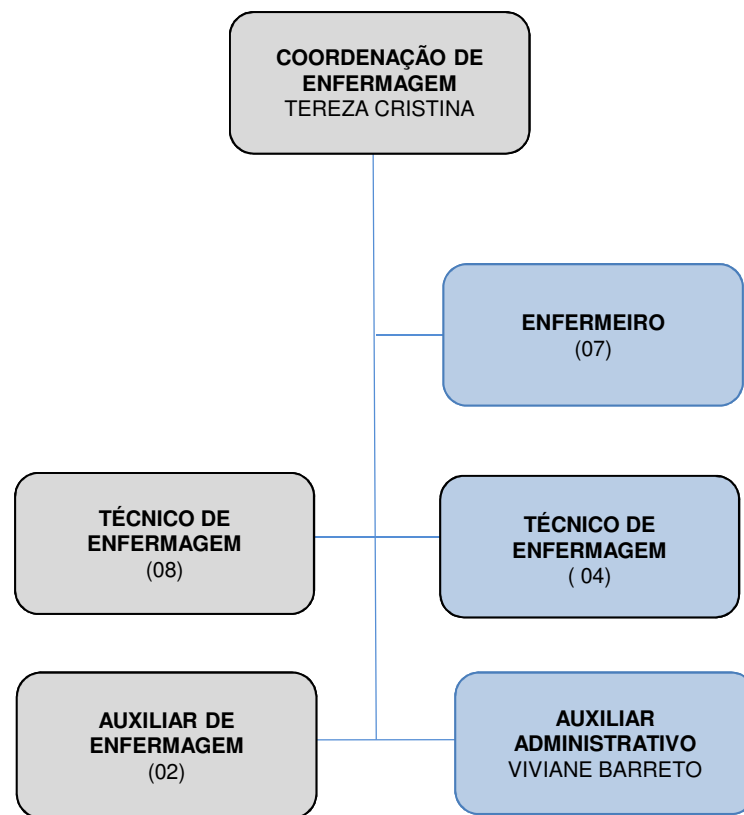 COORDENAÇÃO DE
ENFERMAGEM
TEREZA CRISTINA
ENFERMEIRO
(07)
TÉCNICO DE
ENFERMAGEM
(08)
TÉCNICO DE
ENFERMAGEM
( 04)
AUXILIAR DE
ENFERMAGEM
(02)
AUXILIAR
ADMINISTRATIVO
VIVIANE BARRETO